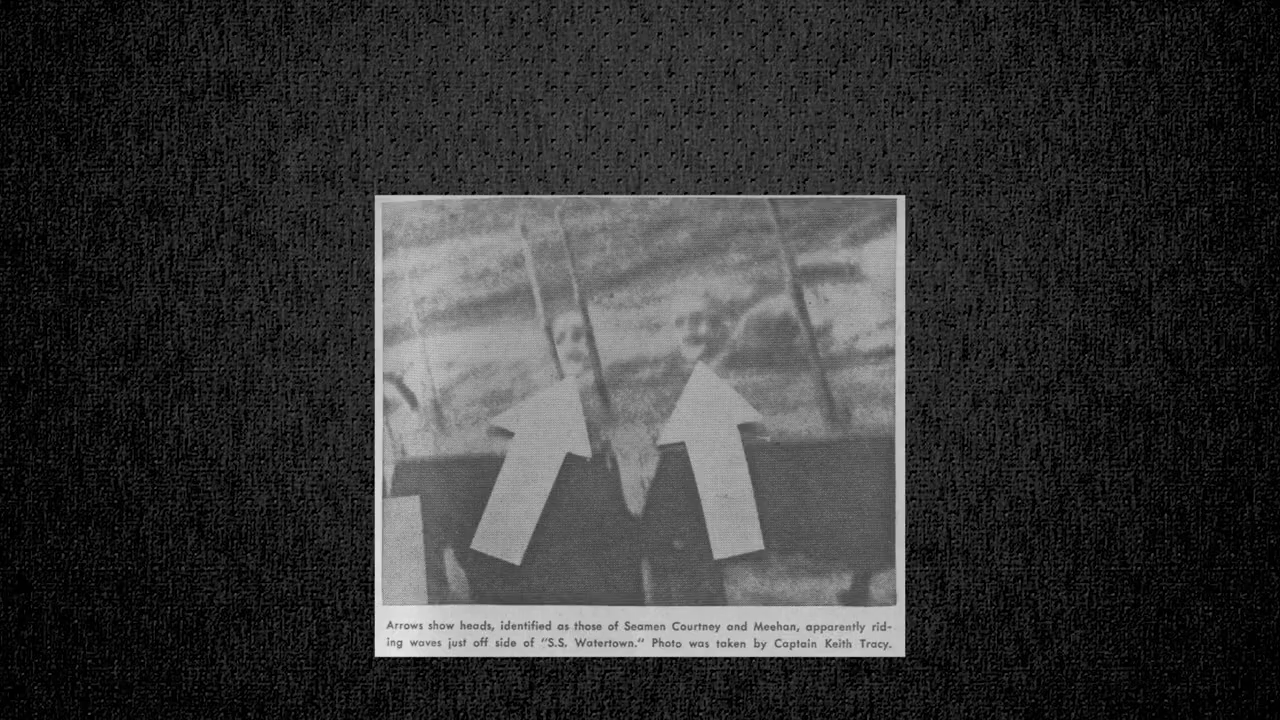 Arrows show heads, identified as those of Seamen Courtney and Meehan, apparently rid-
ing waves just off side of "S.S. Watertown." Photo was taken by Captain Keith Tracy.